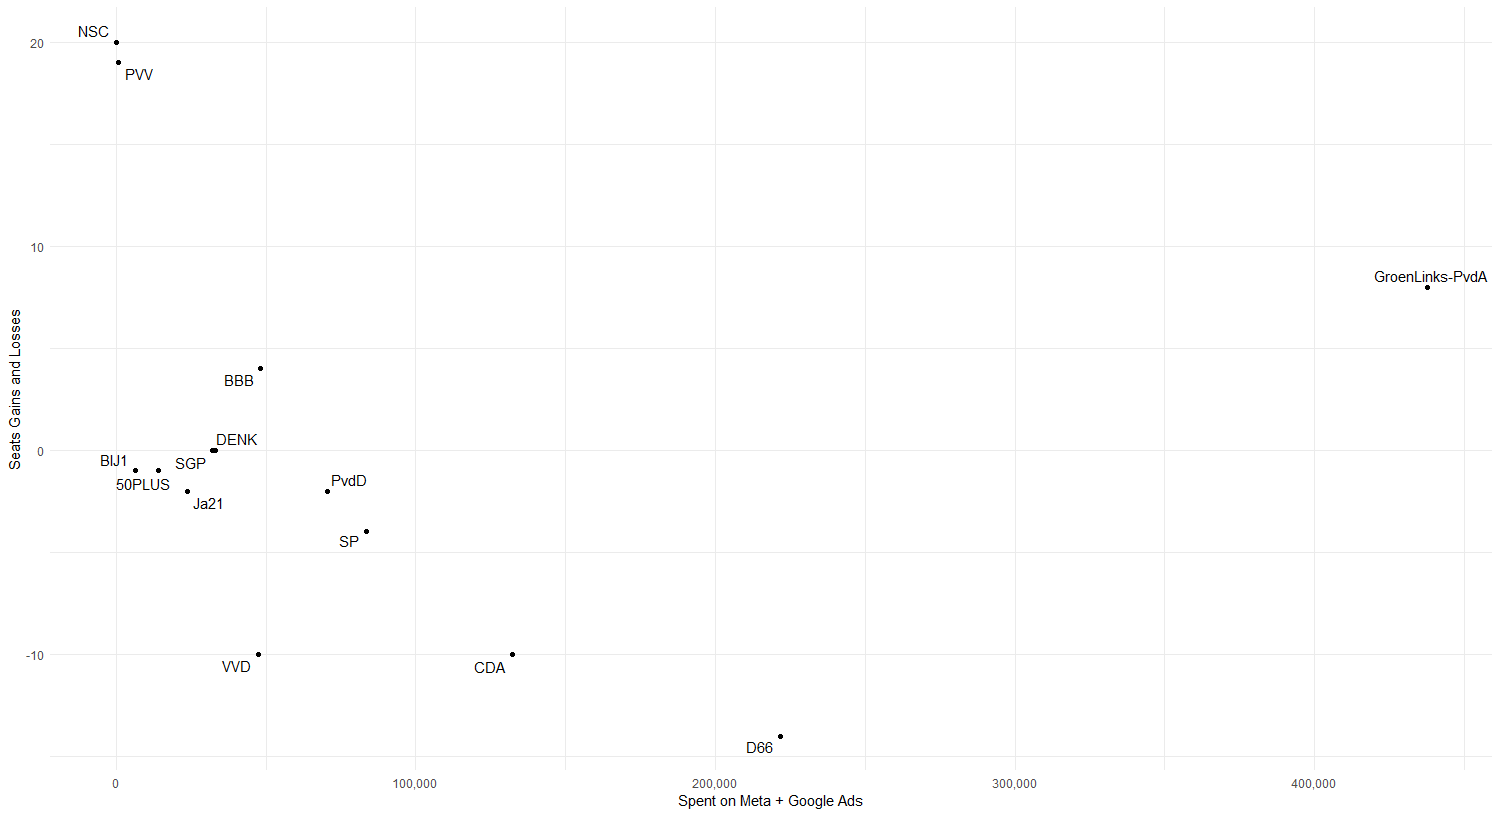 NSC
20
PVV
10
GroenLinks-PvdA
BBB
DENK
0
BIJ1
SGP
50PLUS
PvdD
Ja21
SP
-10
VVD
CDA
D66
Seats Gains and Losses
0
100,000
200,000
300,000
400,000
Spent on Meta + Google Ads